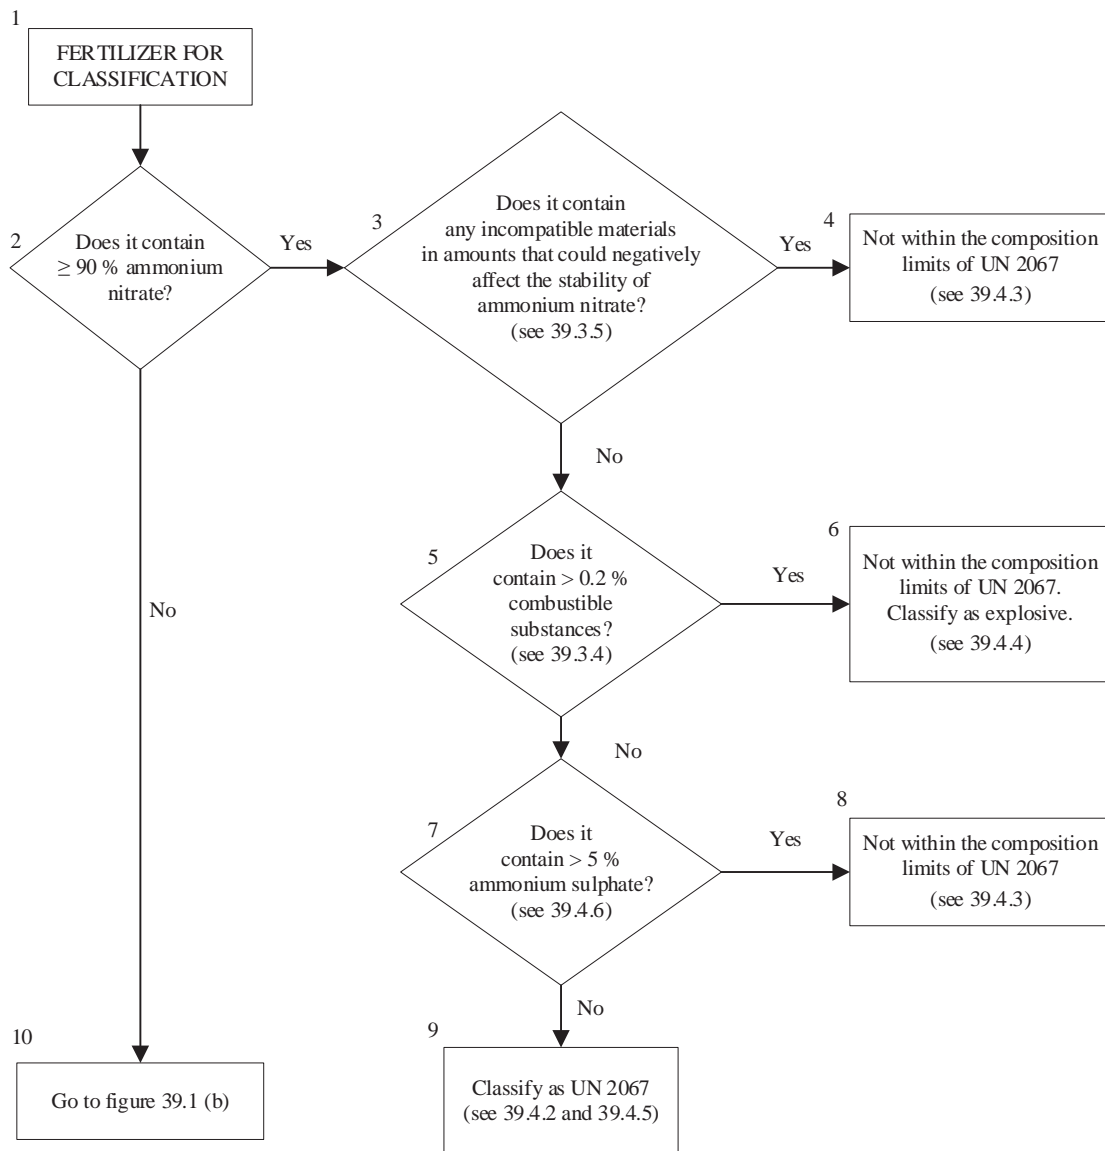 1
FERTILIZER FOR
CLASSIFICATION
2
Does it contain
≥ 90 % ammonium
nitrate?
Yes
3
Does it contain
any incompatible materials
in amounts that could negatively
affect the stability of
ammonium nitrate?
(see 39.3.5)
Yes
4
Not within the composition
limits of UN 2067
(see 39.4.3)
No
5
Does it
contain > 0.2 %
combustible
substances?
(see 39.3.4)
Yes
6
Not within the composition
limits of UN 2067.
Classify as explosive.
(see 39.4.4)
No
No
7
Does it
contain > 5 %
ammonium sulphate?
(see 39.4.6)
Yes
8
Not within the composition
limits of UN 2067
(see 39.4.3)
No
9
Classify as UN 2067
(see 39.4.2 and 39.4.5)
10
Go to figure 39.1 (b)